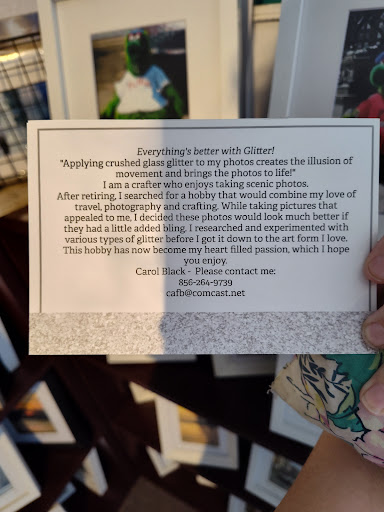 Everything's better with Glitter!
"Applying crushed glass glitter to my photos creates the illusion of
movement and brings the photos to life!"
I am a crafter who enjoys taking scenic photos.
After retiring, I searched for a hobby that would combine my love of
travel, photography and crafting. While taking pictures that
appealed to me, I decided these photos would look much better if
they had a little added bling. I researched and experimented with
various types of glitter before I got it down to the art form I love.
This hobby has now become my heart filled passion, which I hope
you enjoy.
Carol Black - Please contact me:
856-264-9739
cafb@comcast.net